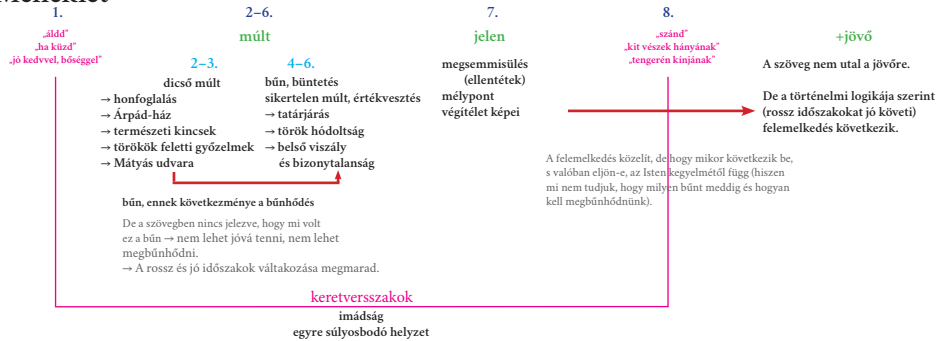 Melléklet
1.
„áldd”
„ha küzd”
„jó kedvvel, bőséggel”
2–6.
múlt
2–3.
dicső múlt
→ honfoglalás
→ Árpád-ház
→ természeti kincsek
→ törökök feletti győzelmek
→ Mátyás udvara
4–6.
bűn, büntetés
sikertelen múlt, értékvesztés
→ tatárjárás
→ török hódoltság
→ belső viszály
és bizonytalanság
bűn, ennek következménye a bűnhődés
De a szövegben nincs jelezve, hogy mi volt
ez a bűn → nem lehet jóvá tenni, nem lehet
megbűnhődni.
→ A rossz és jó időszakok váltakozása megmarad.
7.
jelen
megsemmisülés
(ellentétek)
mélypont
végítélet képei
8.
„szánd”
„kit vészek hányának”
„tengerén kínjának”
+jövő
A szöveg nem utal a jövőre.
De a történelmi logikája szerint
(rossz időszakokat jó követi)
felemelkedés következik.
A felemelkedés közelít, de hogy mikor következik be,
s valóban eljön-e, az Isten kegyelmétől függ (hiszen
mi nem tudjuk, hogy milyen bűnt meddig és hogyan
kell megbűnhődnünk).
keretversszakok
imádság
egyre súlyosbodó helyzet